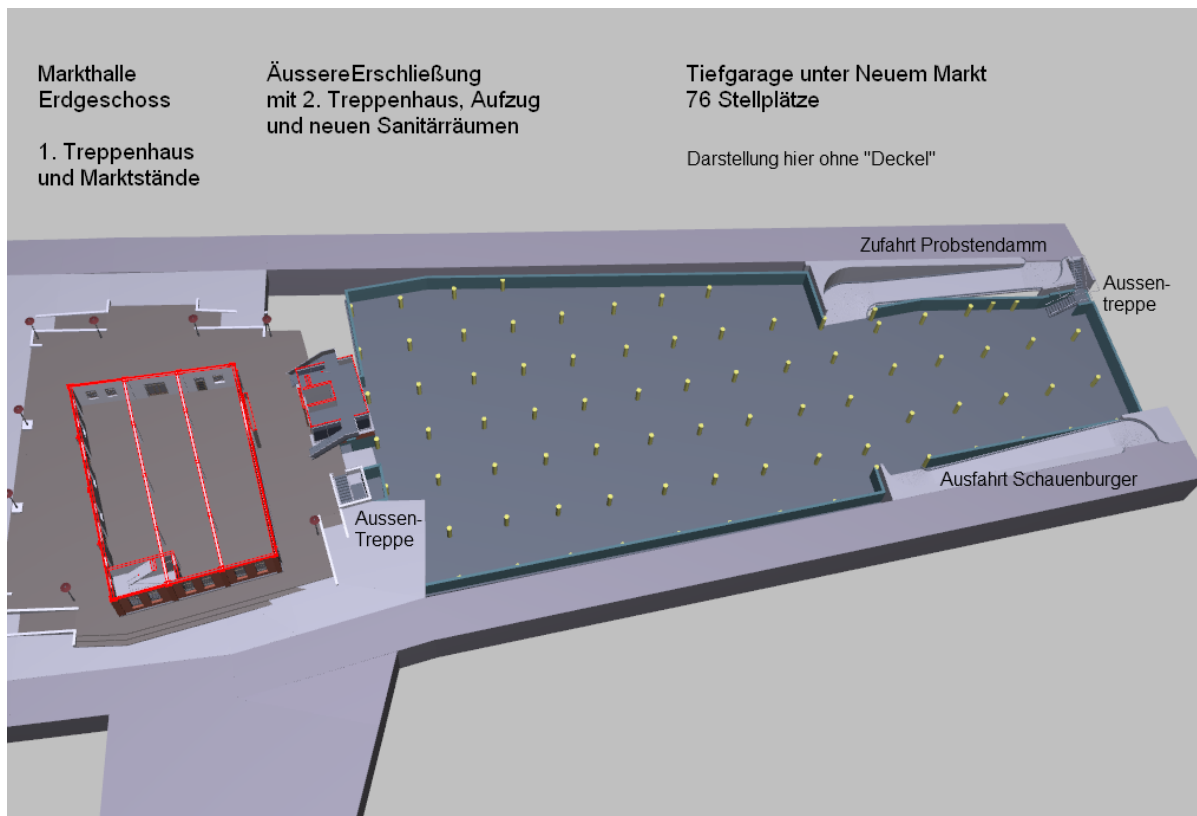 Markthalle
Erdgeschoss
1. Treppenhaus
und Marktstände
ÄussereErschließung
mit 2. Treppenhaus, Aufzug
und neuen Sanitärräumen
Tiefgarage unter Neuem Markt
76 Stellplätze
Darstellung hier ohne "Deckel"
Zufahrt Probstendamm
Aussen-
treppe
Ausfahrt Schauenburger
Aussen-
Treppe